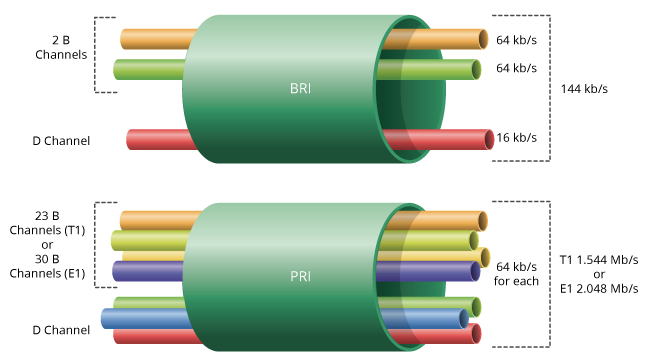 2 B
Channels
BRI
64 kb/s
64 kb/s
144 kb/s
D Channel
16 kb/s
23 B
Channels (T1)
or
30 B
Channels (E1)
PRI
64 kb/s
for each
T1 1.544 Mb/s
or
E1 2.048 Mb/s
D Channel